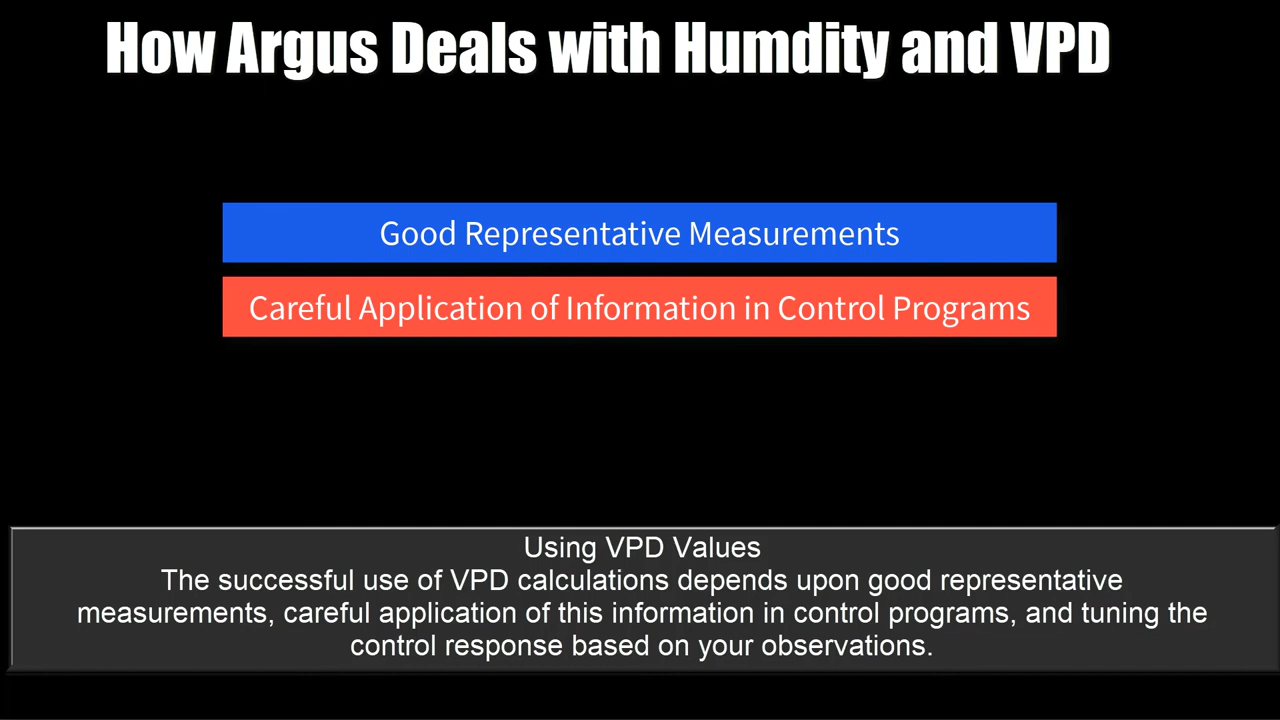 How Argus Deals with Humdity and VPD
Good Representative Measurements
Careful Application of Information in Control Programs
Using VPD Values
The successful use of VPD calculations depends upon good representative
measurements, careful application of this information in control programs, and tuning the
control response based on your observations.